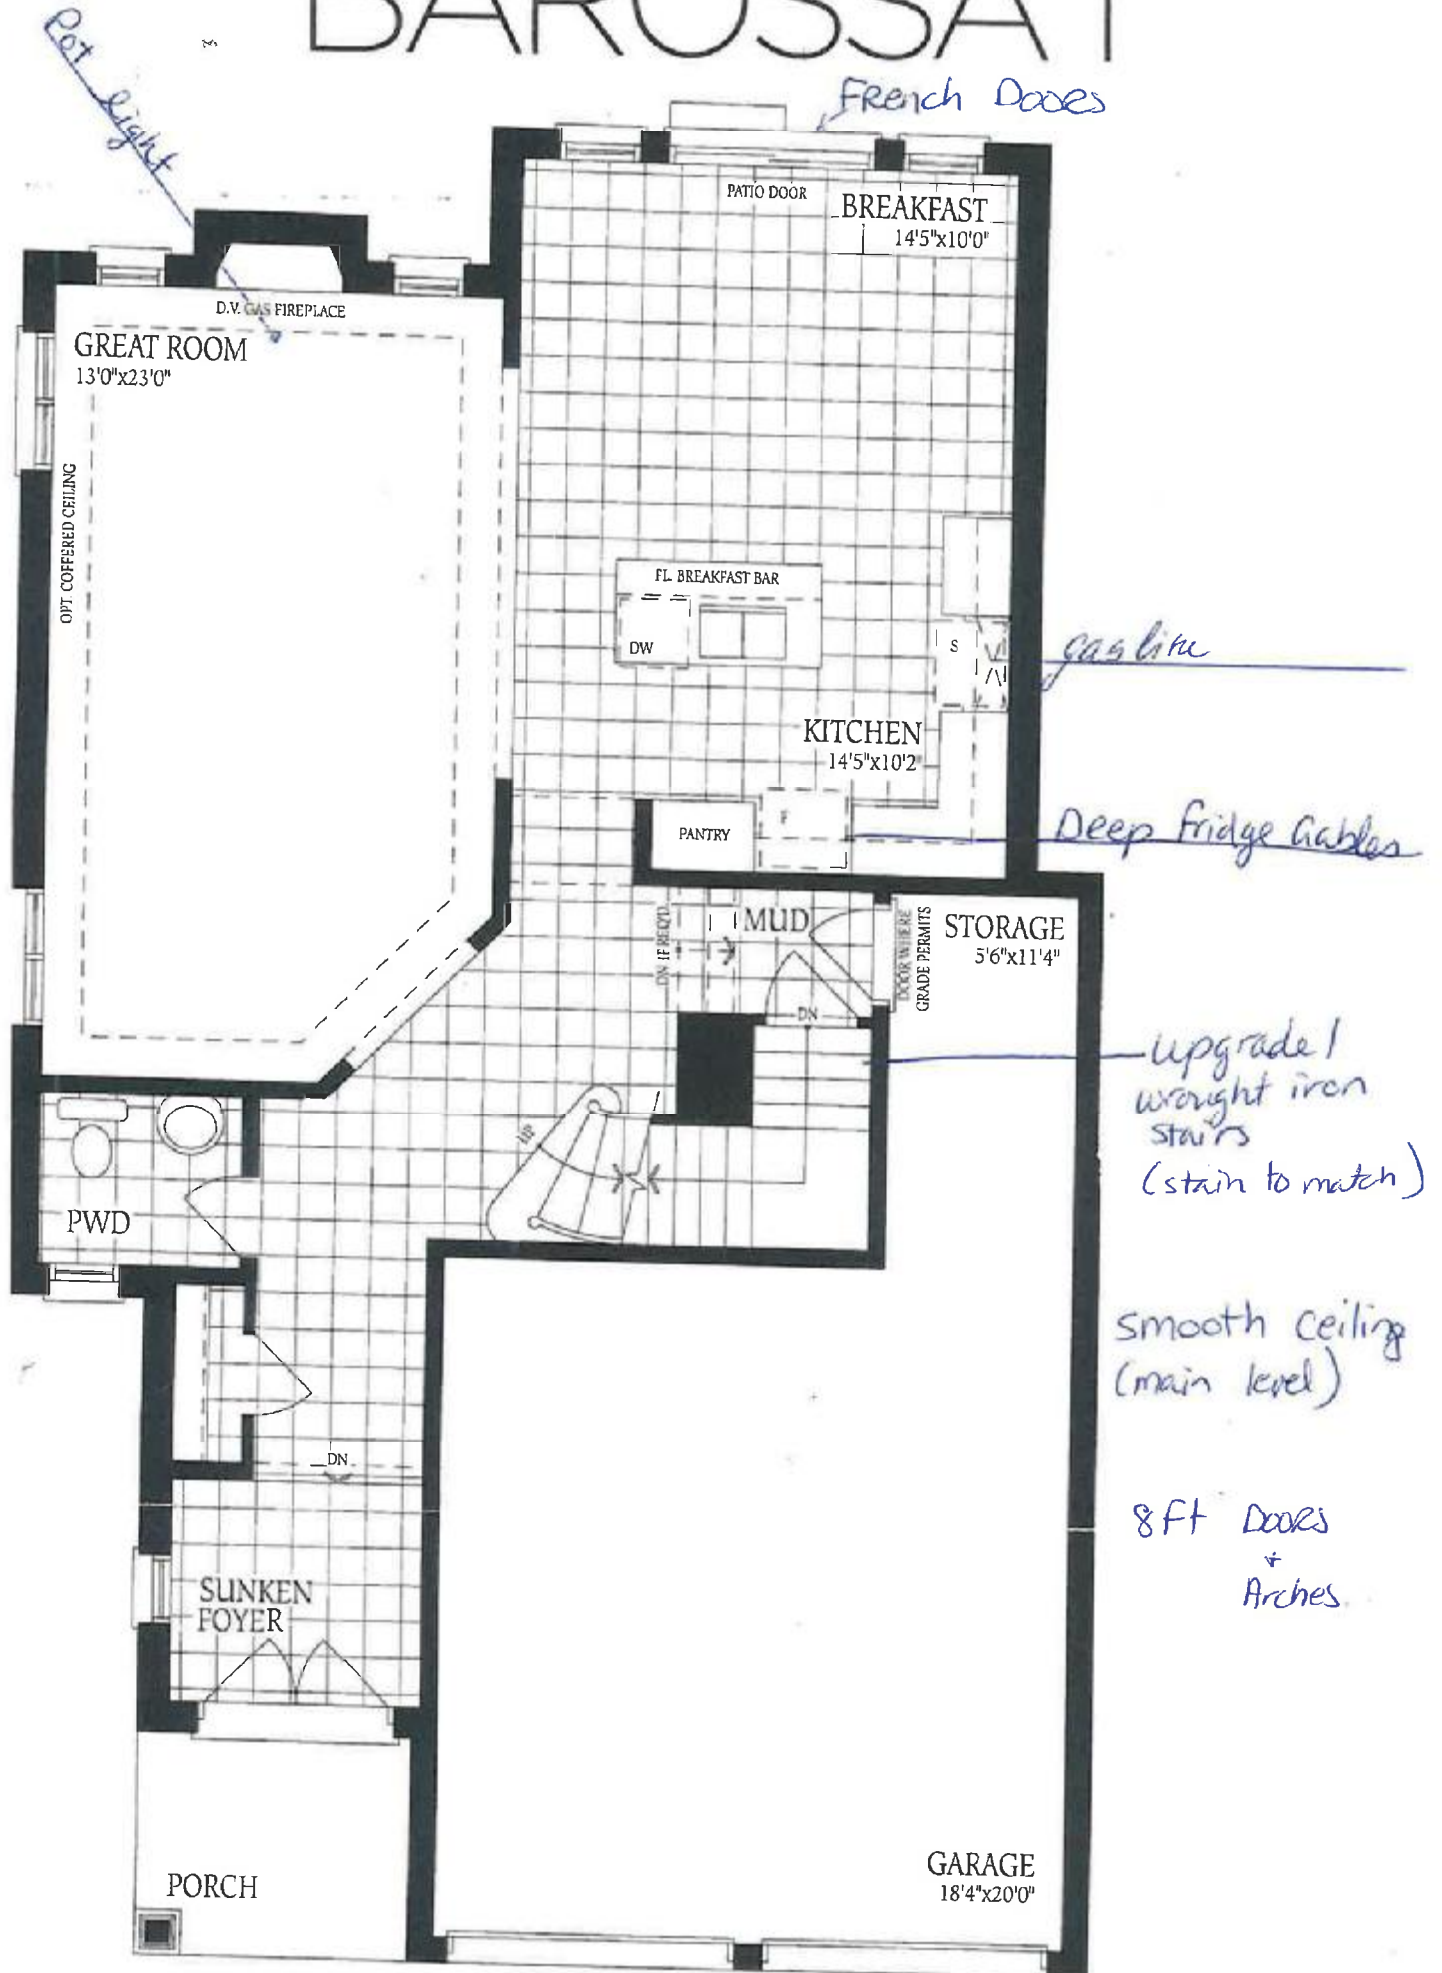 BAROSSA 1
Pot light
French Doors
PATIO DOOR
BREAKFAST
14'5"x10'0"
D.V. GAS FIREPLACE
GREAT ROOM
13'0"x23'0"
OPT. COFFERED CEILING
FL. BREAKFAST BAR
DW
S
gas line
KITCHEN
14'5"x10'2"
PANTRY
F
Deep Fridge Gables
DN IF REQ'D
MUD
DOOR WHERE
GRADE PERMITS
STORAGE
5'6"x11'4"
DN
upgrade 1
wrought iron
stairs
(stain to match)
UP
PWD
smooth Ceiling
(main level)
DN
8Ft Doors
+
Arches
SUNKEN
FOYER
PORCH
GARAGE
18'4"x20'0"